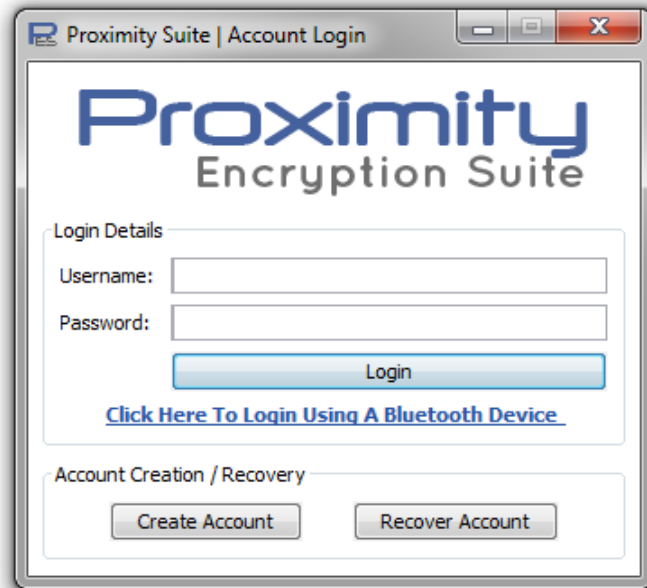 Proximity Suite | Account Login
Proximity
Encryption Suite
Login Details
Username:
Password:
Login
Click Here To Login Using A Bluetooth Device
Account Creation / Recovery
Create Account Recover Account